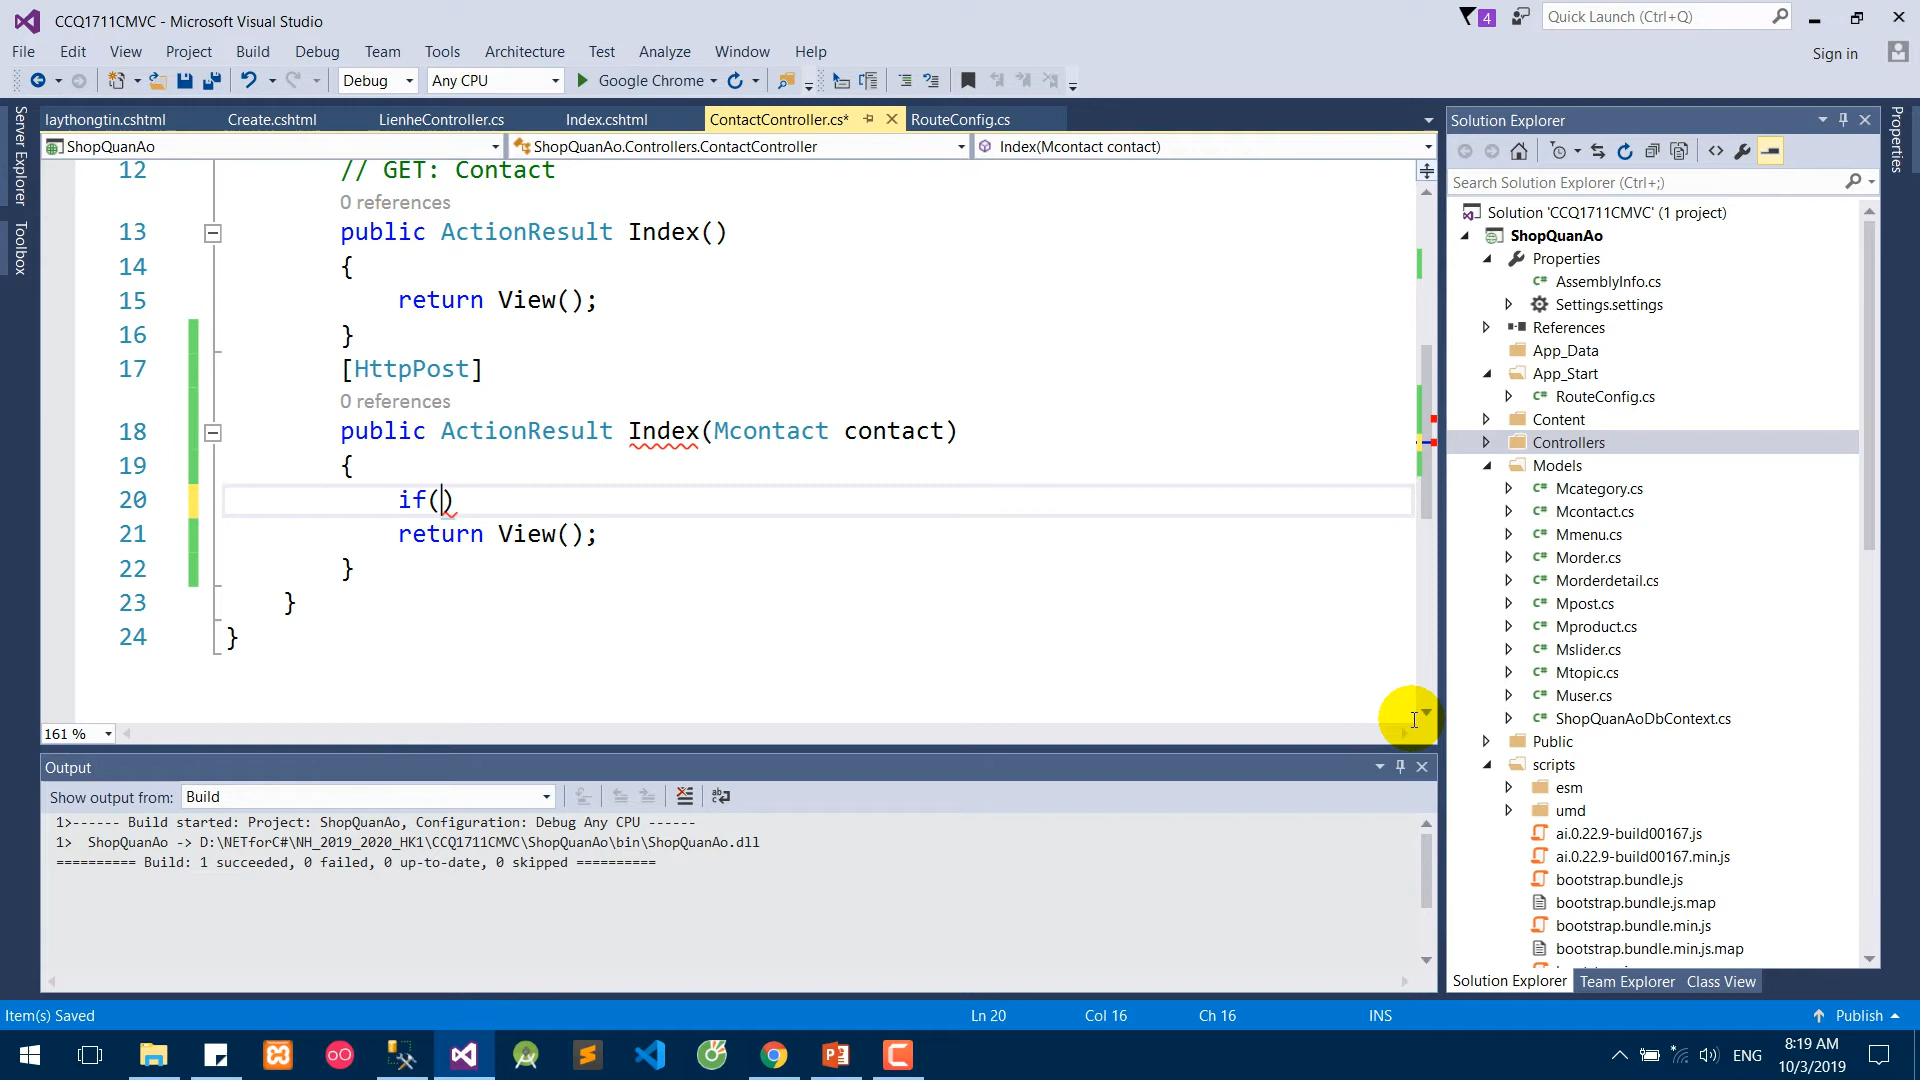 CCQ1711CMVC - Microsoft Visual Studio
4
Quick Launch (Ctrl+Q)
File Edit View Project Build Debug Team Tools Test Analyze Window Help
Sign in
Debug Any CPU Google Chrome
Server Explorer
Toolbox
laythongtin.cshtml Create.cshtml LienheController.cs Index.cshtml ContactController.cs* RouteConfig.cs
ShopQuanAo ShopQuanAo.Controllers.ContactController Index(Mcontact contact)
12 // GET: Contact
0 references
13 public ActionResult Index()
14 {
15 return View();
16 }
17 [HttpPost]
0 references
18 public ActionResult Index(Mcontact contact)
19 {
20 if()
21 return View();
22 }
23 }
24 }
161 %
Output
Show output from: Build
1>------ Build started: Project: ShopQuanAo, Configuration: Debug Any CPU ------
1>  ShopQuanAo -> D:\NETforC#\NH_2019_2020_HK1\CCQ1711CMVC\ShopQuanAo\bin\ShopQuanAo.dll
========== Build: 1 succeeded, 0 failed, 0 up-to-date, 0 skipped ==========
Solution Explorer
Search Solution Explorer (Ctrl+;)
Solution 'CCQ1711CMVC' (1 project)
ShopQuanAo
Properties
AssemblyInfo.cs
Settings.settings
References
App_Data
App_Start
RouteConfig.cs
Content
Controllers
Models
Mcategory.cs
Mcontact.cs
Mmenu.cs
Morder.cs
Morderdetail.cs
Mpost.cs
Mproduct.cs
Mslider.cs
Mtopic.cs
Muser.cs
ShopQuanAoDbContext.cs
Public
scripts
esm
umd
ai.0.22.9-build00167.js
ai.0.22.9-build00167.min.js
bootstrap.bundle.js
bootstrap.bundle.js.map
bootstrap.bundle.min.js
bootstrap.bundle.min.js.map
Solution Explorer Team Explorer Class View
Properties
Item(s) Saved Ln 20 Col 16 Ch 16 INS Publish
ENG
8:19 AM
10/3/2019